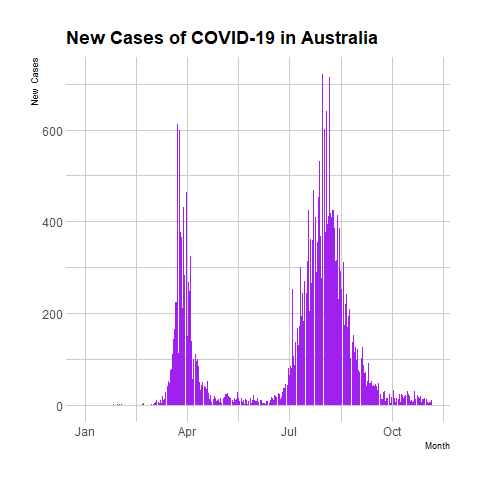 New Cases of COVID-19 in Australia
New Cases
600
400
200
0
Jan Apr Jul Oct
Month